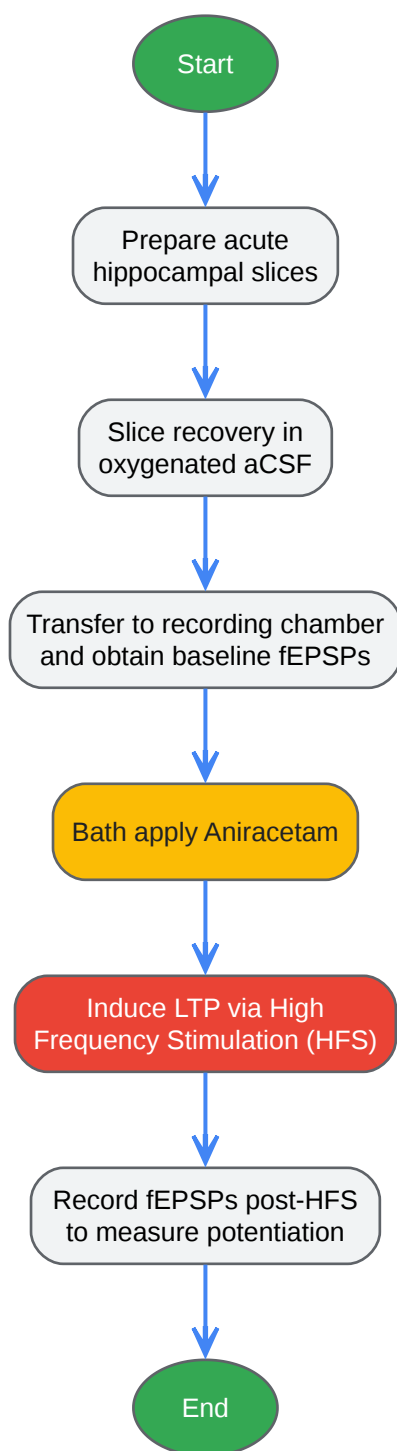 Start
Prepare acute
hippocampal slices
Slice recovery in
oxygenated aCSF
Transfer to recording chamber
and obtain baseline fEPSPs
Bath apply Aniracetam
Induce LTP via High
Frequency Stimulation (HFS)
Record fEPSPs post-HFS
to measure potentiation
End